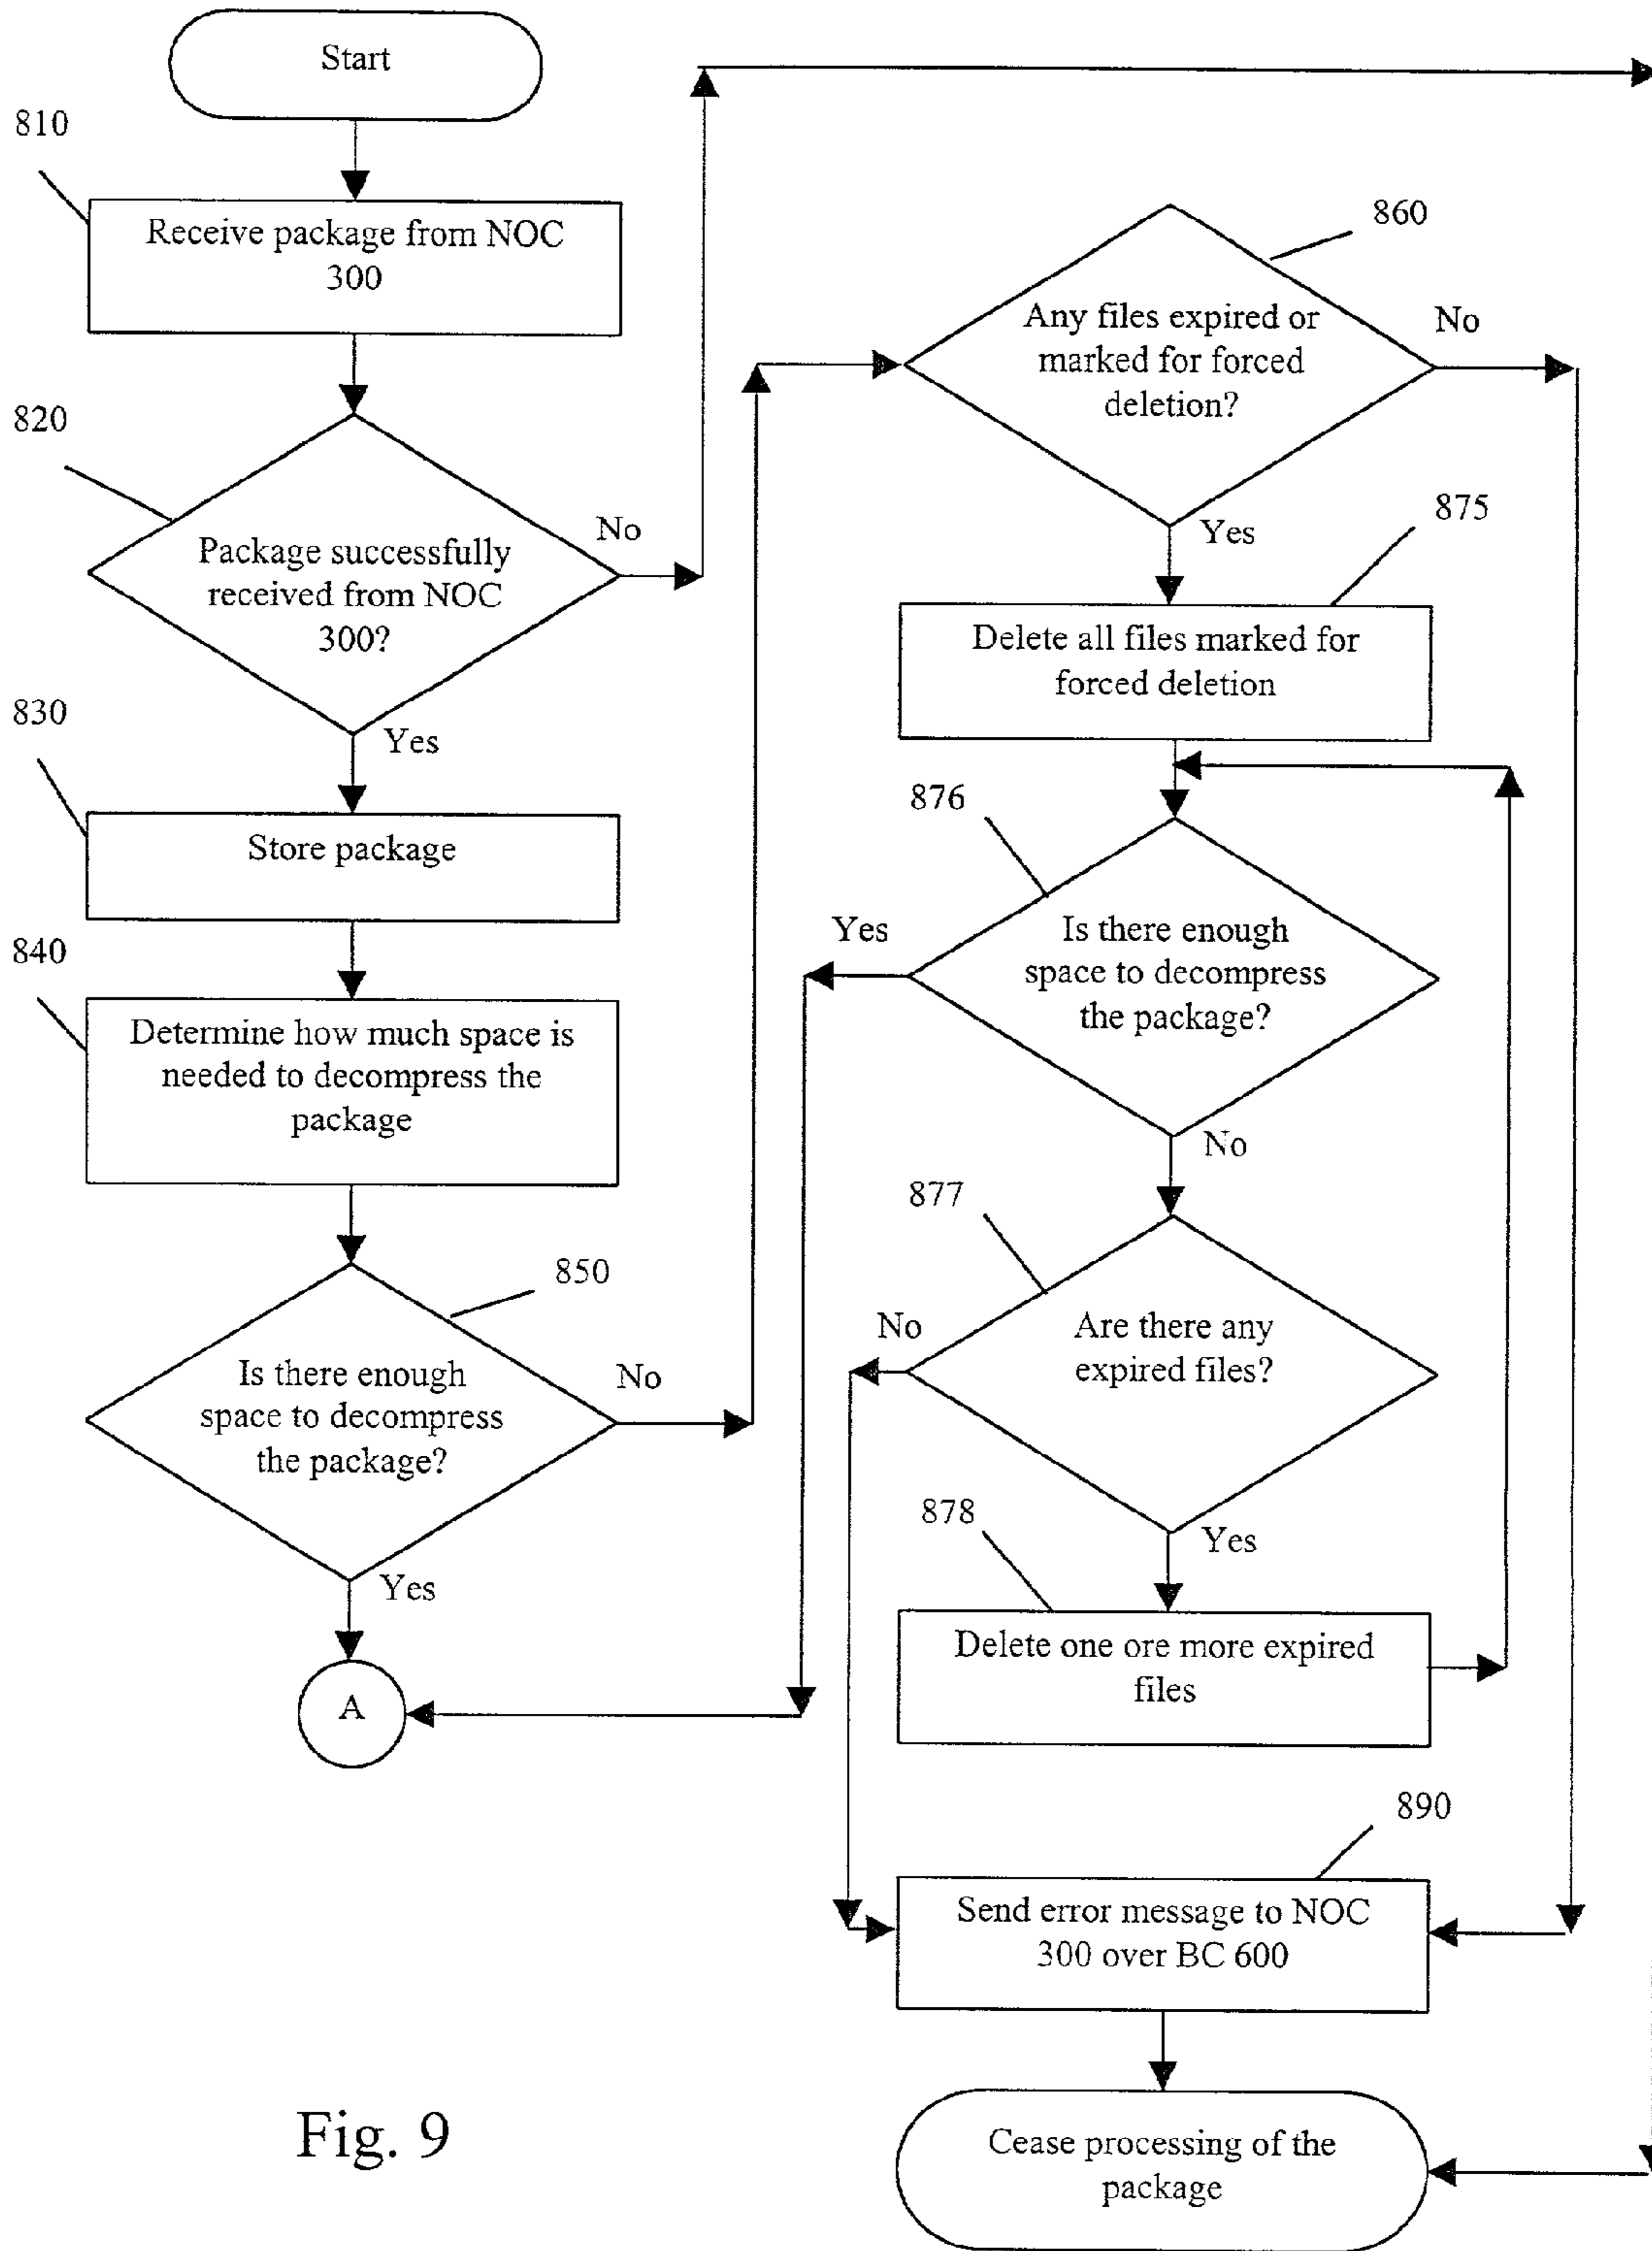 Start
810
Receive package from NOC
300
820
Package successfully
received from NOC
300?
No
Yes
830
Store package
840
Determine how much space is
needed to decompress the
package
850
Is there enough
space to decompress
the package?
No
Yes
A
860
Any files expired or
marked for forced
deletion?
No
Yes
875
Delete all files marked for
forced deletion
876
Yes
Is there enough
space to decompress
the package?
No
877
No
Are there any
expired files?
Yes
878
Delete one ore more expired
files
890
Send error message to NOC
300 over BC 600
Cease processing of the
package
Fig. 9